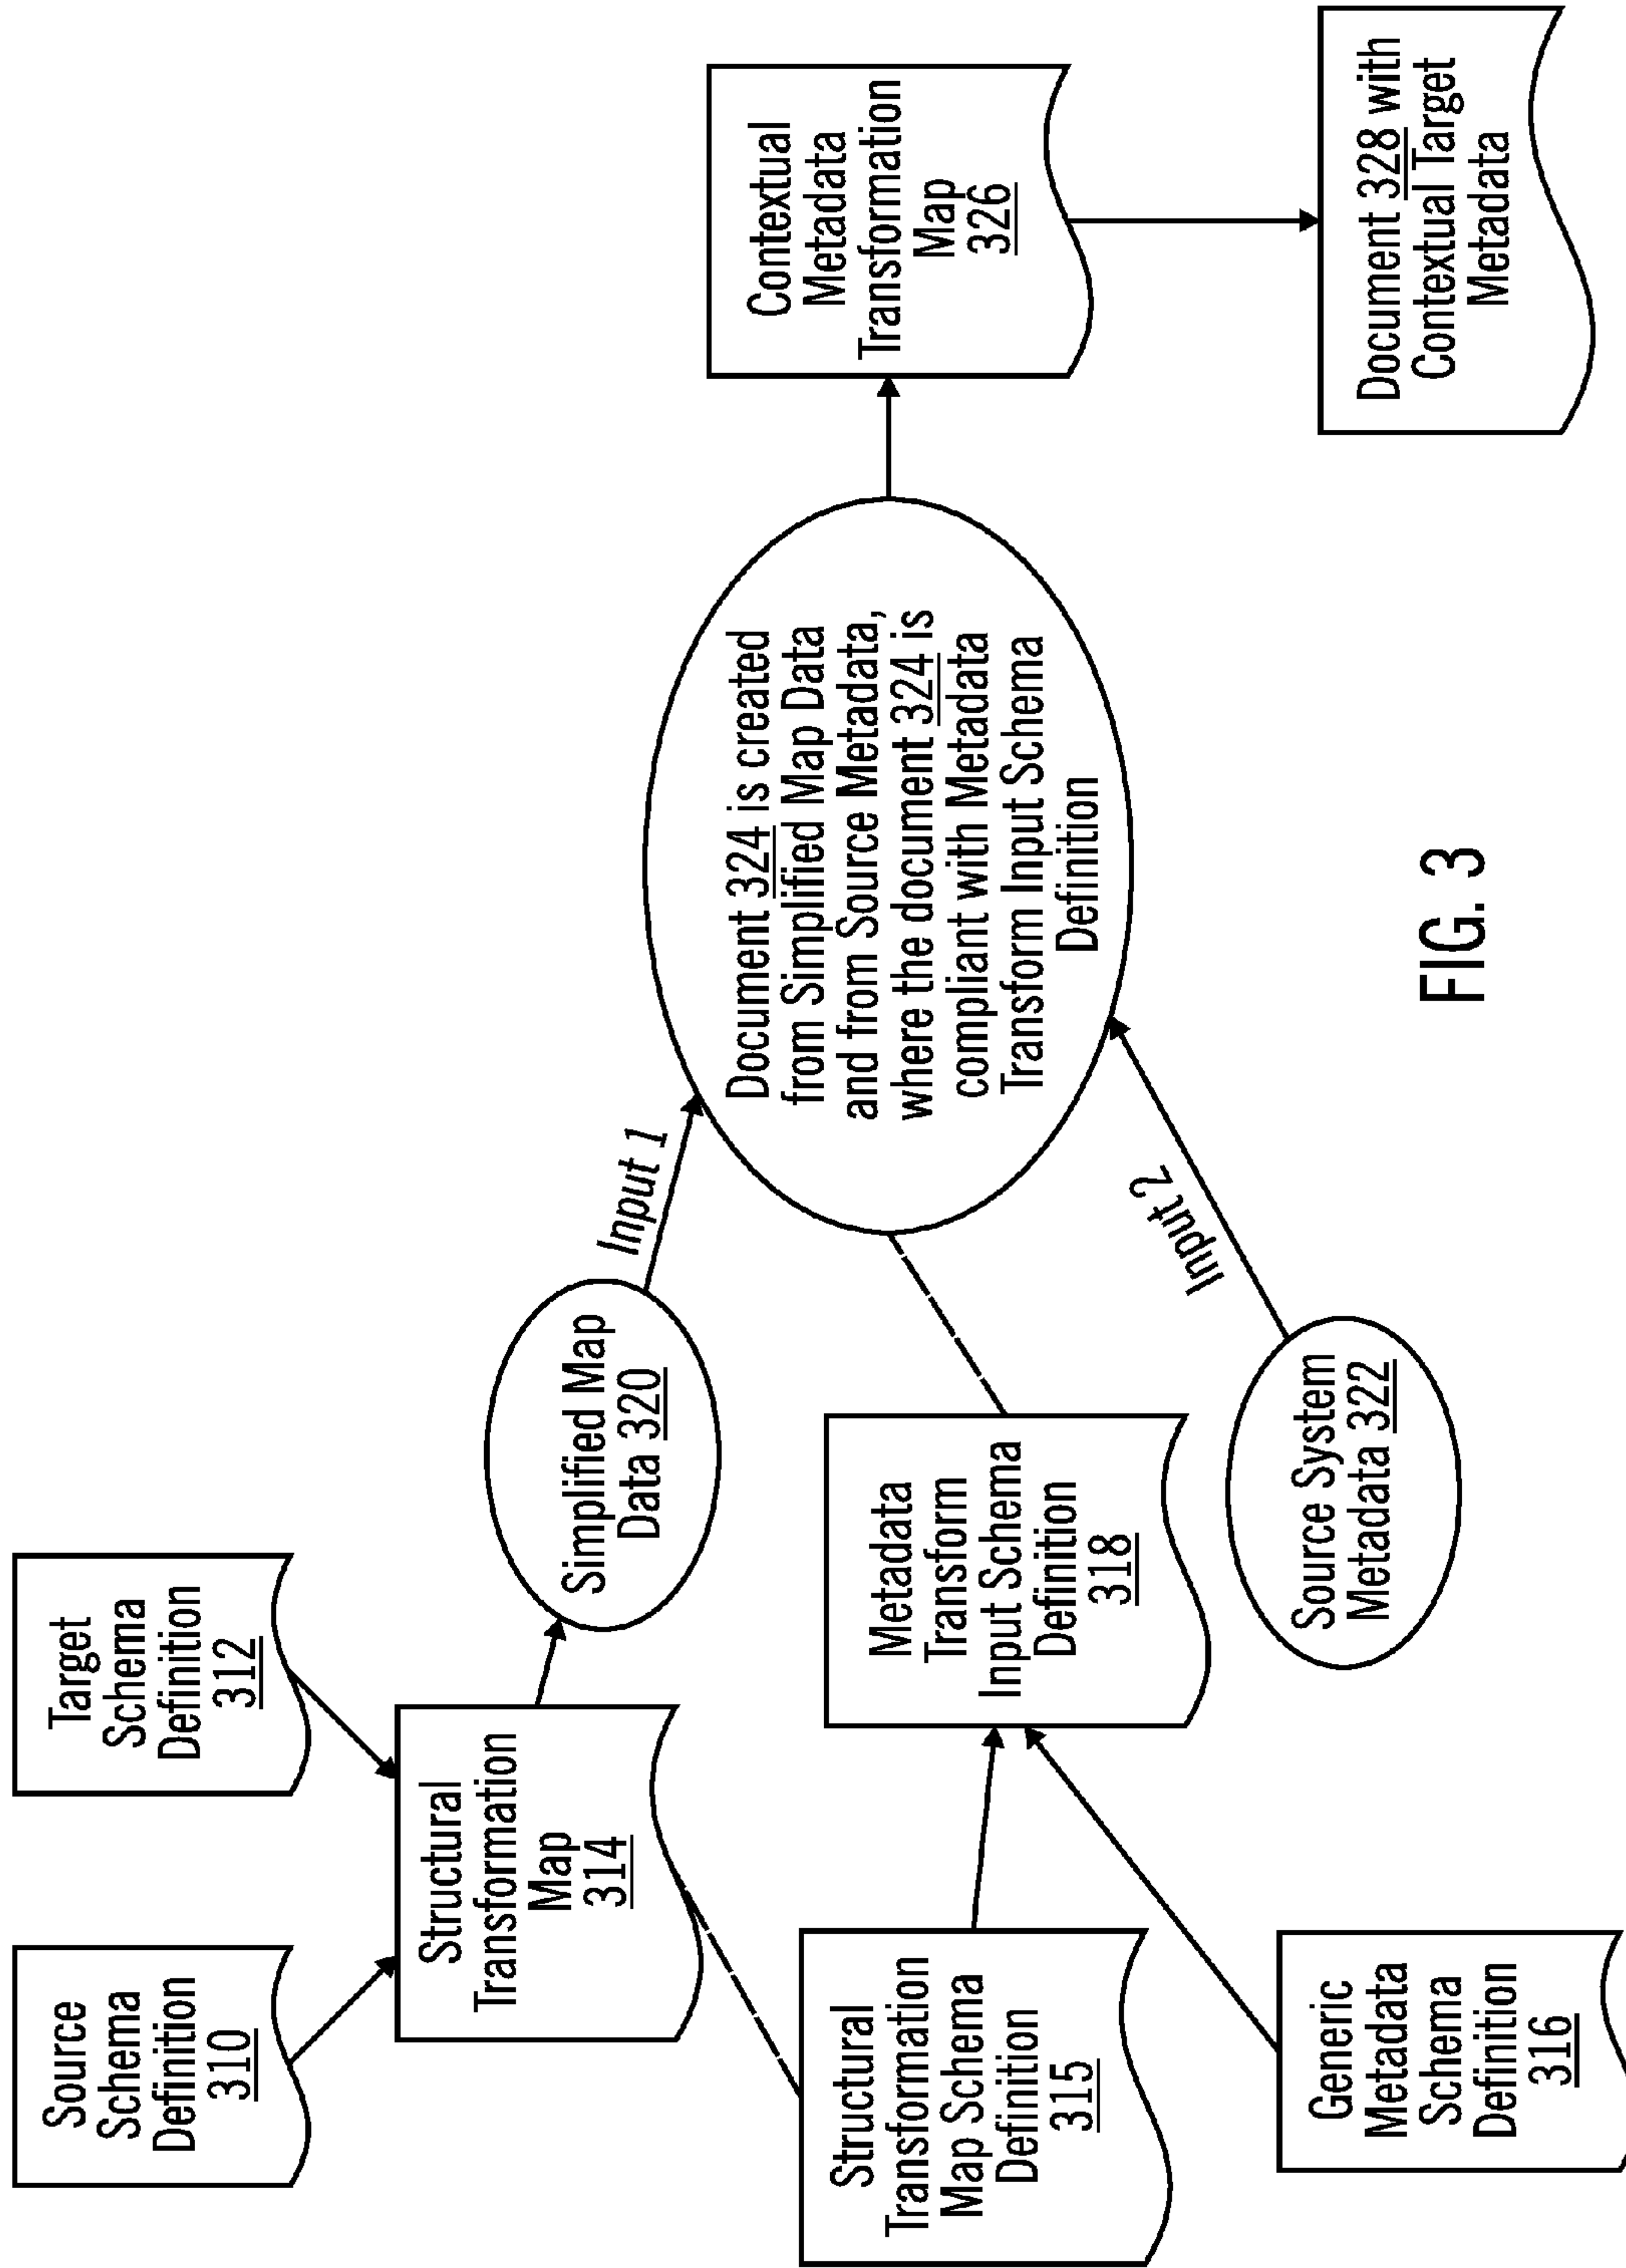 Source
Schema
Definition
310
Target
Schema
Definition
312
Structural
Transformation
Map
314
Simplified Map
Data 320
Input 1
Structural
Transformation
Map Schema
Definition
315
Generic
Metadata
Schema
Definition
316
Metadata
Transform
Input Schema
Definition
318
Source System
Metadata 322
Input 2
Document 324 is created
from Simplified Map Data
and from Source Metadata,
where the document 324 is
compliant with Metadata
Transform Input Schema
Definition
Contextual
Metadata
Transformation
Map
326
Document 328 with
Contextual Target
Metadata
FIG. 3